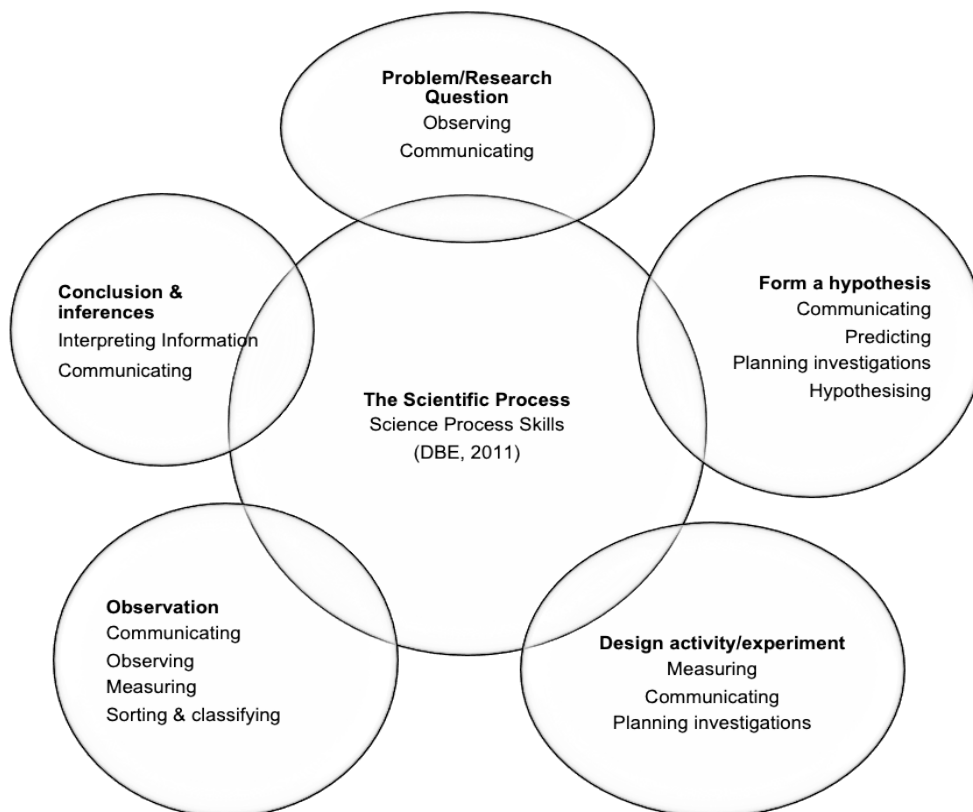 Problem/Research
Question
Observing
Communicating
Form a hypothesis
Communicating
Predicting
Planning investigations
Hypothesising
Design activity/experiment
Measuring
Communicating
Planning investigations
Observation
Communicating
Observing
Measuring
Sorting & classifying
Conclusion &
inferences
Interpreting Information
Communicating
The Scientific Process
Science Process Skills
(DBE, 2011)